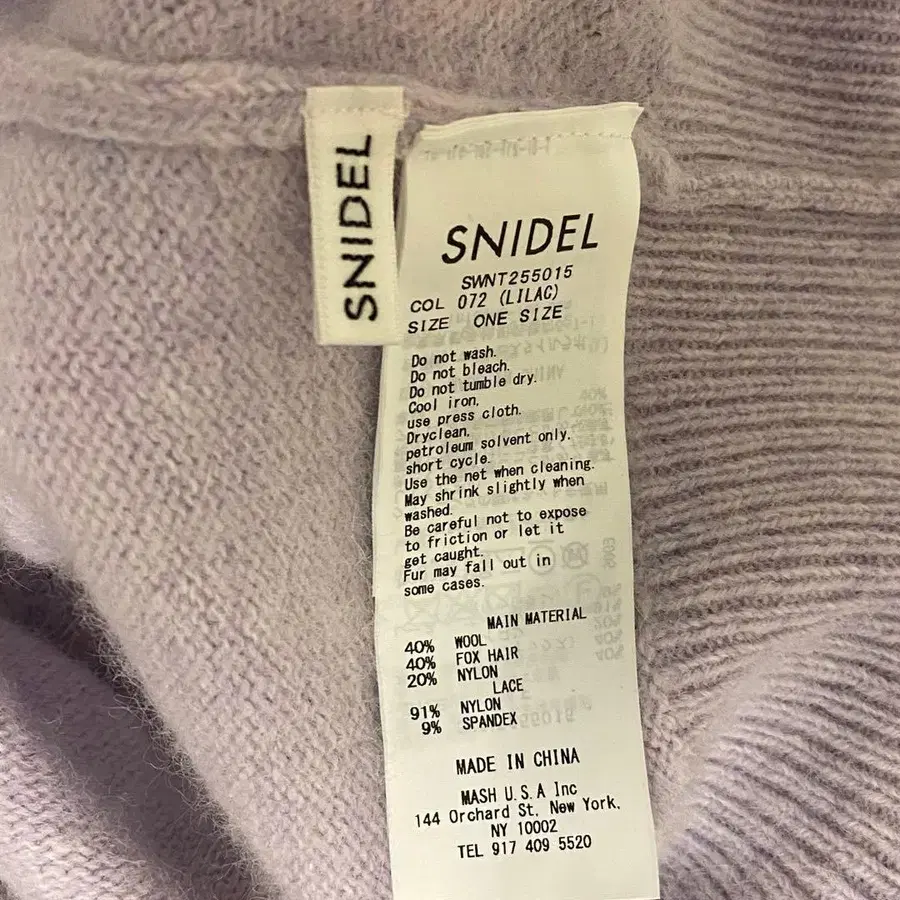 SNIDEL
SNIDEL
SWNT255015
COL 072 (LILAC)
SIZE ONE SIZE
Do not wash.
Do not bleach.
Do not tumble dry.
Cool iron,
use press cloth.
Dryclean,
petroleum solvent only.
short cycle.
Use the net when cleaning.
May shrink slightly when
washed.
Be careful not to expose
to friction or let it
get caught.
Fur may fall out in
some cases.
MAIN MATERIAL
40% WOOL
40% FOX HAIR
20% NYLON
LACE
91% NYLON
9% SPANDEX
MADE IN CHINA
MASH U.S.A Inc
144 Orchard St, New York,
NY 10002
TEL 917 409 5520